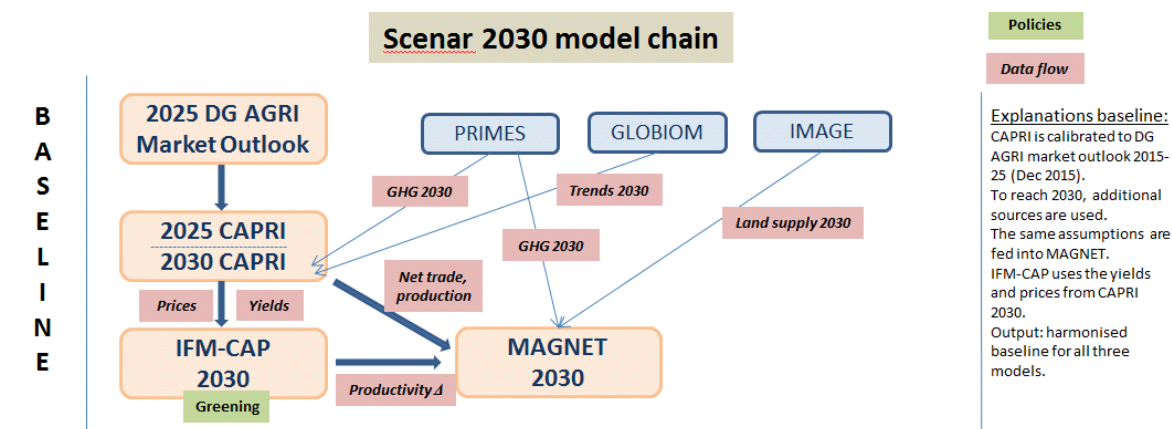 Scenar 2030 model chain
Policies
Data flow
B
A
S
E
L
I
N
E
2025 DG AGRI
Market Outlook
PRIMES
GLOBIOM
IMAGE
GHG 2030
Trends 2030
2025 CAPRI
2030 CAPRI
GHG 2030
Land supply 2030
Net trade,
production
Prices
Yields
IFM-CAP
2030
Greening
Productivity Δ
MAGNET
2030
Explanations baseline:
CAPRI is calibrated to DG
AGRI market outlook 2015-
25 (Dec 2015).
To reach 2030, additional
sources are used.
The same assumptions are
fed into MAGNET.
IFM-CAP uses the yields
and prices from CAPRI
2030.
Output: harmonised
baseline for all three
models.